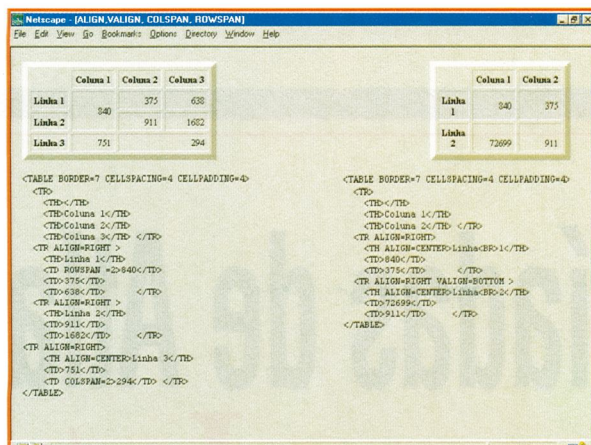 Netscape - [ALIGN,VALIGN, COLSPAN, ROWSPAN]
File Edit View Go Bookmarks Options Directory Window Help
Coluna 1 Coluna 2 Coluna 3
Linha 1 840 375 638
Linha 2 911 1682
Linha 3 751 294
<TABLE BORDER=7 CELLSPACING=4 CELLPADDING=4>
<TR>
<TH></TH>
<TH>Coluna 1</TH>
<TH>Coluna 2</TH>
<TH>Coluna 3</TH> </TR>
<TR ALIGN=RIGHT >
<TH>Linha 1</TH>
<TD ROWSPAN =2>840</TD>
<TD>375</TD>
<TD>638</TD> </TR>
<TR ALIGN=RIGHT >
<TH>Linha 2</TH>
<TD>911</TD>
<TD>1682</TD> </TR>
<TR ALIGN=RIGHT>
<TH ALIGN=CENTER>Linha 3</TH>
<TD>751</TD>
<TD COLSPAN=2>294</TD> </TR>
</TABLE>
Coluna 1 Coluna 2
Linha
1 840 375
Linha
2 72699 911
<TABLE BORDER=7 CELLSPACING=4 CELLPADDING=4>
<TR>
<TH></TH>
<TH>Coluna 1</TH>
<TH>Coluna 2</TH> </TR>
<TR ALIGN=RIGHT>
<TH ALIGN=CENTER>Linha<BR>1</TH>
<TD>840</TD>
<TD>375</TD> </TR>
<TR ALIGN=RIGHT VALIGN=BOTTOM >
<TH ALIGN=CENTER>Linha<BR>2</TH>
<TD>72699</TD>
<TD>911</TD> </TR>
</TABLE>